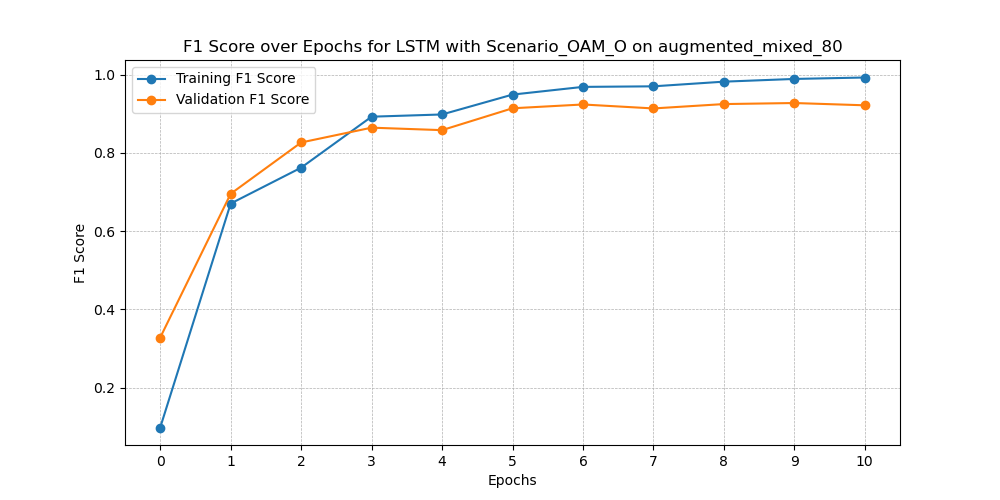 F1 Score over Epochs for LSTM with Scenario_OAM_O on augmented_mixed_80
Training F1 Score
Validation F1 Score
F1 Score
1.0
0.8
0.6
0.4
0.2
0 1 2 3 4 5 6 7 8 9 10
Epochs